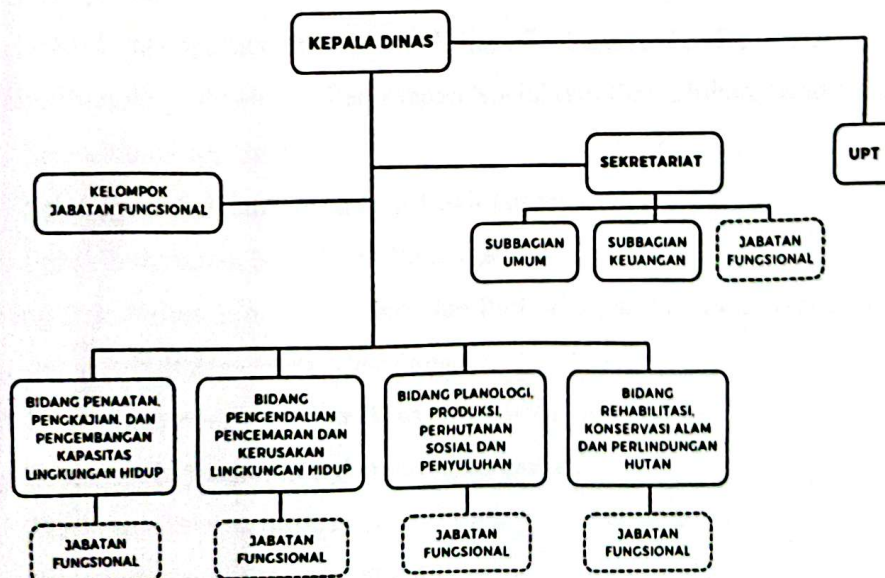 KEPALA DINAS
SEKRETARIAT
UPT
KELOMPOK
JABATAN FUNGSIONAL
SUBBAGIAN
UMUM
SUBBAGIAN
KEUANGAN
JABATAN
FUNGSIONAL
BIDANG PENAATAN,
PENGKAJIAN, DAN
PENGEMBANGAN
KAPASITAS
LINGKUNGAN HIDUP
BIDANG
PENGENDALIAN
PENCEMARAN DAN
KERUSAKAN
LINGKUNGAN HIDUP
BIDANG PLANOLOGI,
PRODUKSI,
PERHUTANAN
SOSIAL DAN
PENYULUHAN
BIDANG
REHABILITASI,
KONSERVASI ALAM
DAN PERLINDUNGAN
HUTAN
JABATAN
FUNGSIONAL
JABATAN
FUNGSIONAL
JABATAN
FUNGSIONAL
JABATAN
FUNGSIONAL